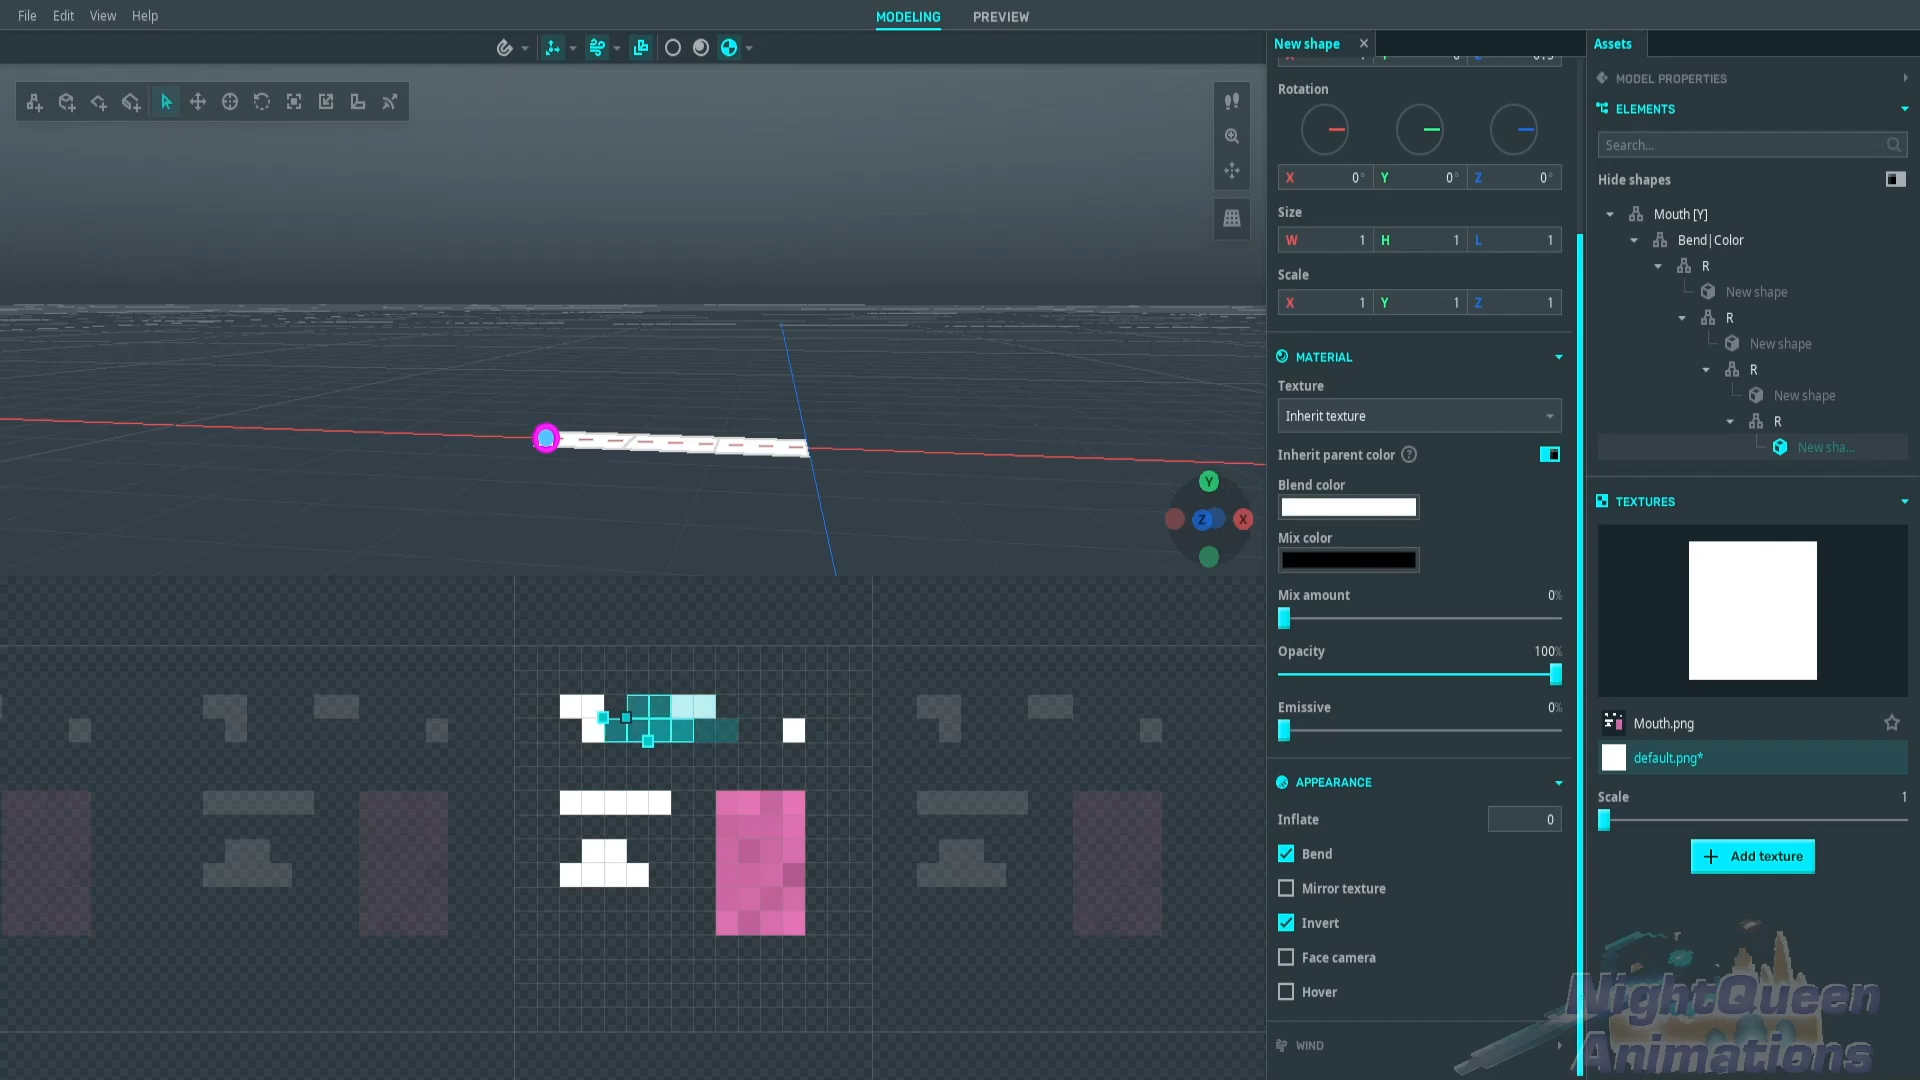 File Edit View Help
MODELING PREVIEW
New shape
Assets
MODEL PROPERTIES
Rotation
ELEMENTS
Search...
X 0° Y 0° Z 0°
Hide shapes
Size
Mouth [Y]
W 1 H 1 L 1
Bend|Color
R
Scale
New shape
X 1 Y 1 Z 1
R
New shape
MATERIAL
R
Texture
New shape
Inherit texture
R
Inherit parent color ?
New sha...
Blend color
TEXTURES
Y
Z X
Mix color
Mix amount 0%
Opacity 100%
Emissive 0%
Mouth.png
default.png*
APPEARANCE
Scale 1
Inflate 0
Bend
Add texture
Mirror texture
Invert
Face camera
Hover
NightQueen
Animations
WIND